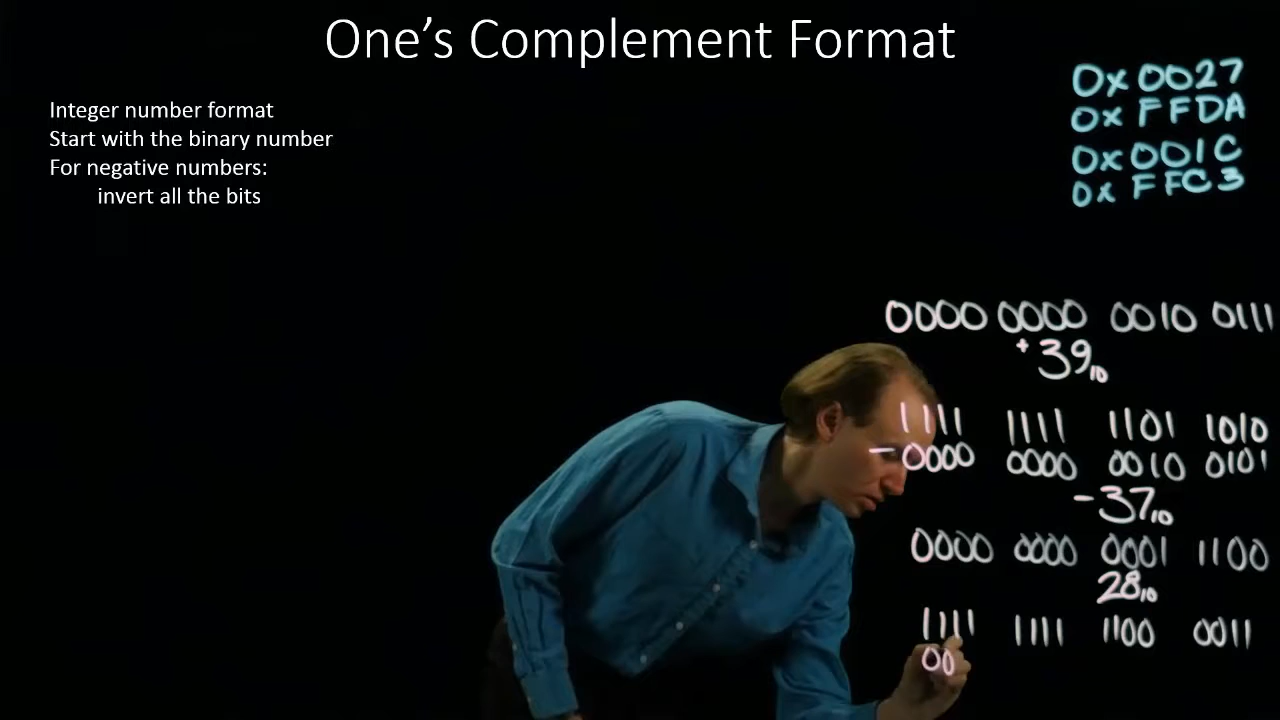 One's Complement Format
Integer number format
Start with the binary number
For negative numbers:
invert all the bits
0x0027
0xFFDA
0x001C
0xFFC3
0000 0000 0010 0111
+39₁₀
1111 1111 1101 1010
-0000 0000 0010 0101
-37₁₀
0000 0000 0001 1100
28₁₀
1111 1111 1100 0011
00